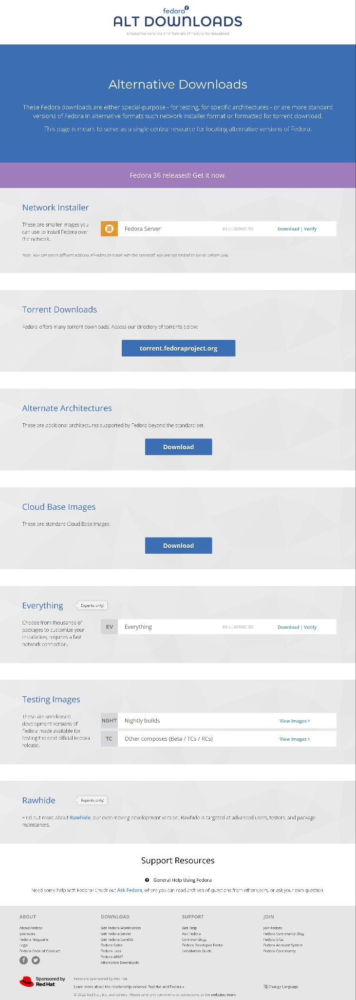 fedora
ALT DOWNLOADS
Alternative versions and formats of Fedora for download
Alternative Downloads
These Fedora downloads are either special-purpose - for testing, for specific architectures - or are more standard
versions of Fedora in alternative formats such network installer format or formatted for torrent download.
This page is meant to serve as a single central resource for locating alternative versions of Fedora.
Fedora 36 released! Get it now.
Network Installer
These are smaller images you
can use to install Fedora over
the network.
Fedora Server
64 bit 600MB ISO
Download | Verify
Note: You can select different editions of Fedora to install with this netinstall. You are not limited to Server edition only.
Torrent Downloads
Fedora offers many torrent downloads. Access our directory of torrents below:
torrent.fedoraproject.org
Alternate Architectures
These are additional architectures supported by Fedora beyond the standard set.
Download
Cloud Base Images
These are standard Cloud Base images.
Download
Everything
Experts only!
Choose from thousands of
packages to customize your
installation, requires a fast
network connection.
EV
Everything
64 bit 601MB ISO
Download | Verify
Testing Images
These are unreleased
development versions of
Fedora made available for
testing the next official Fedora
release.
NGHT
Nightly builds
View Images >
TC
Other composes (Beta / TCs / RCs)
View Images >
Rawhide
Experts only!
Find out more about Rawhide, our ever-moving development version. Rawhide is targeted at advanced users, testers, and package
maintainers.
Support Resources
General Help Using Fedora
Need some help with Fedora? Check out Ask Fedora, where you can read archives of questions from other users, or ask your own question.
ABOUT
About Fedora
Sponsors
Fedora Magazine
Legal
Fedora Code of Conduct
DOWNLOAD
Get Fedora Workstation
Get Fedora Server
Get Fedora CoreOS
Fedora Spins
Fedora Labs
Fedora ARM®
Alternative Downloads
SUPPORT
Get Help
Ask Fedora
Common Bugs
Fedora Developer Portal
Installation Guide
JOIN
Join Fedora
Fedora Community Blog
Fedora SIGs
Fedora Account System
Fedora Community
Sponsored by
Red Hat
Fedora is sponsored by Red Hat.
Learn more about the relationship between Red Hat and Fedora »
© 2022 Red Hat, Inc. and others. Please send any comments or corrections to the websites team.
Change Language